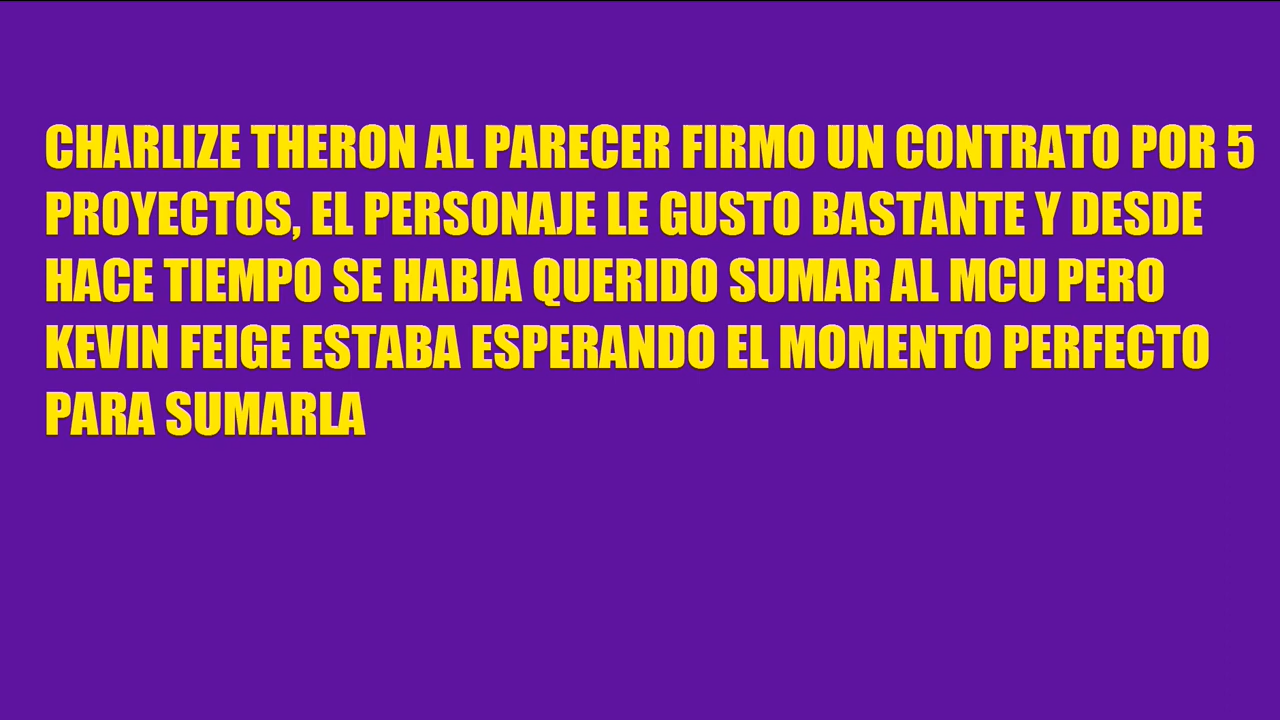 CHARLIZE THERON AL PARECER FIRMO UN CONTRATO POR 5
PROYECTOS, EL PERSONAJE LE GUSTO BASTANTE Y DESDE
HACE TIEMPO SE HABIA QUERIDO SUMAR AL MCU PERO
KEVIN FEIGE ESTABA ESPERANDO EL MOMENTO PERFECTO
PARA SUMARLA